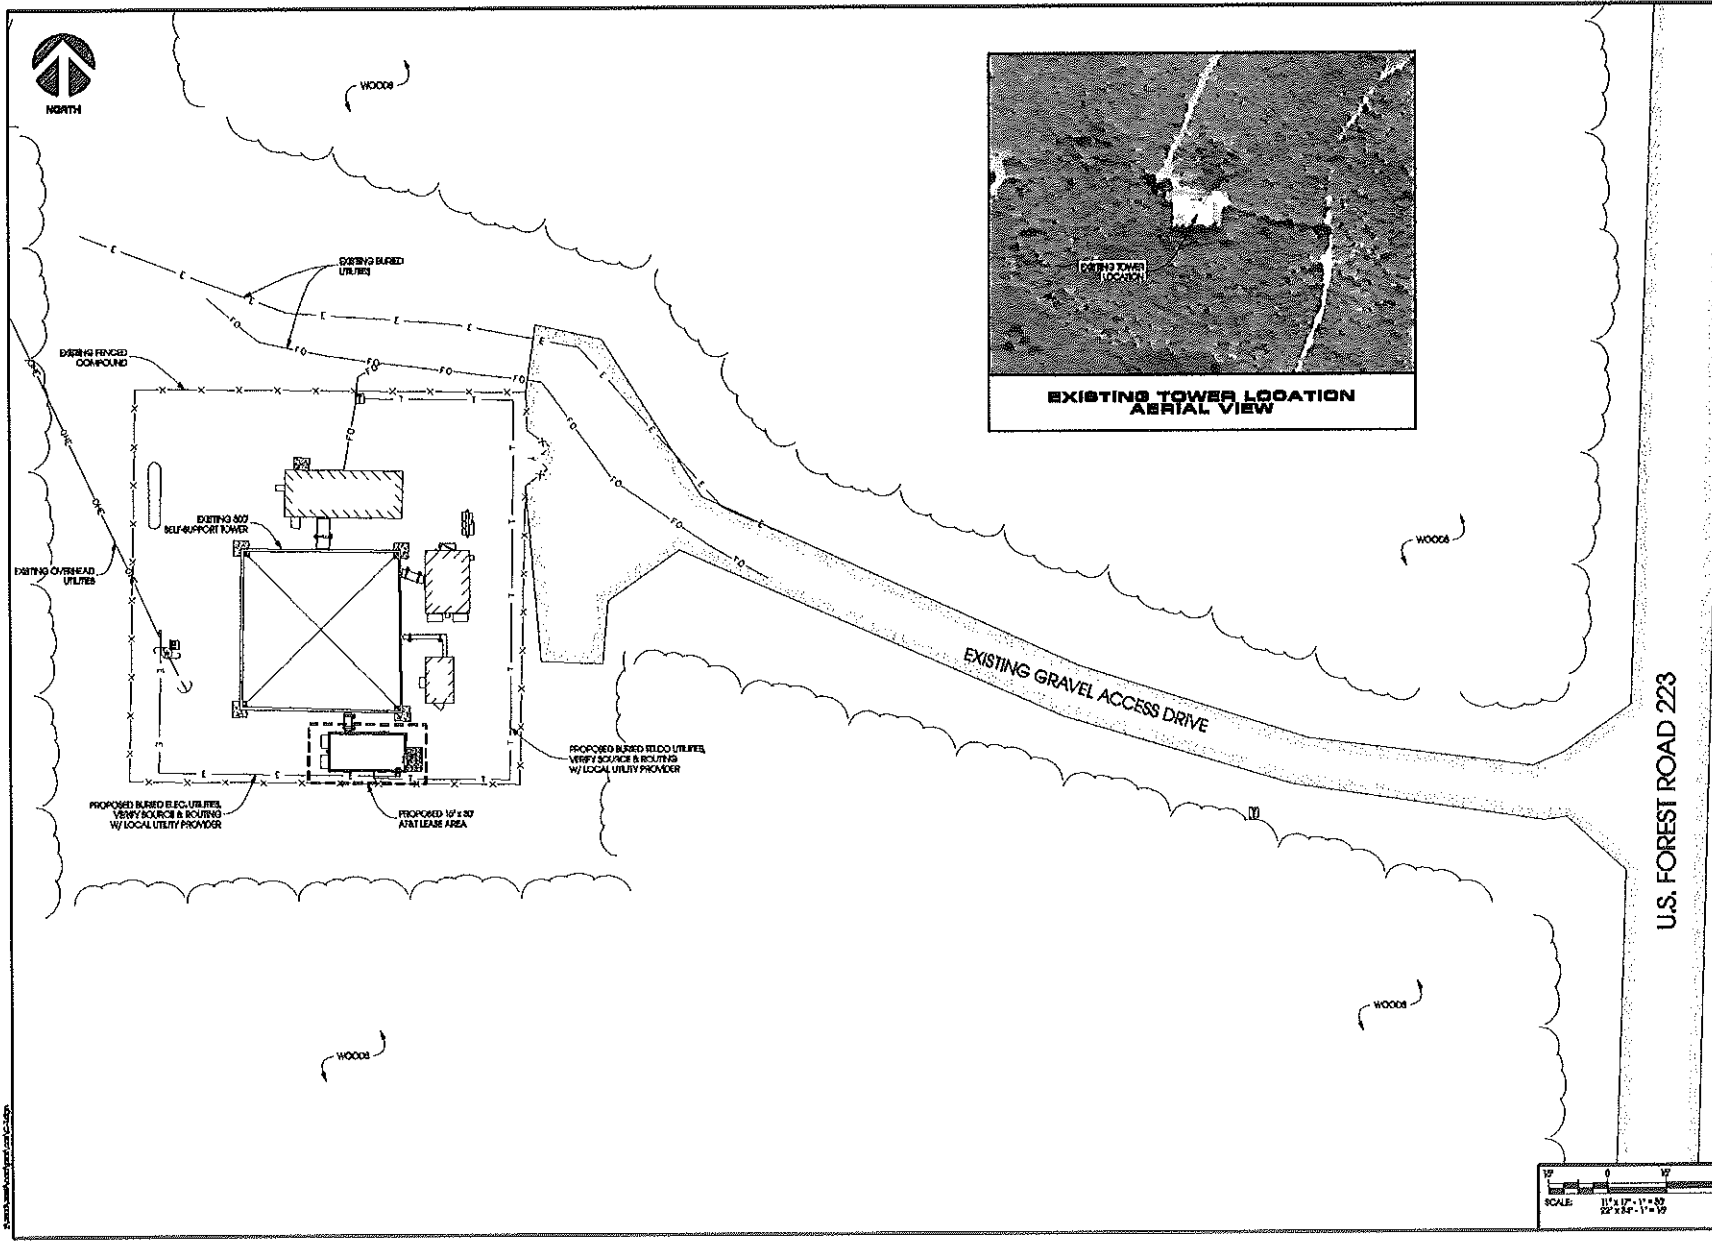 NORTH
WOODS
EXISTING BURIED
UTILITIES
EXISTING FENCED
COMPOUND
EXISTING TOWER
LOCATION
EXISTING TOWER LOCATION
AERIAL VIEW
SELF-SUPPORT TOWER
EXISTING OVERHEAD
UTILITIES
WOODS
EXISTING GRAVEL ACCESS DRIVE
U.S. FOREST ROAD 223
PROPOSED BURIED TELCO UTILITIES,
VERIFY SOURCE & ROUTING
W/ LOCAL UTILITY PROVIDER
PROPOSED BURIED ELEC. UTILITIES,
VERIFY SOURCE & ROUTING
W/ LOCAL UTILITY PROVIDER
AT&T LEASE AREA
WOODS
WOODS
SCALE: